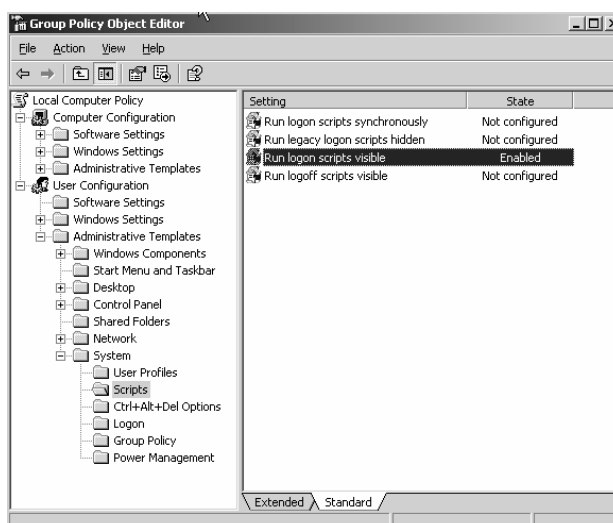 Group Policy Object Editor
File Action View Help
Local Computer Policy
Computer Configuration
Software Settings
Windows Settings
Administrative Templates
User Configuration
Software Settings
Windows Settings
Administrative Templates
Windows Components
Start Menu and Taskbar
Desktop
Control Panel
Shared Folders
Network
System
User Profiles
Scripts
Ctrl+Alt+Del Options
Logon
Group Policy
Power Management
Setting State
Run logon scripts synchronously Not configured
Run legacy logon scripts hidden Not configured
Run logon scripts visible Enabled
Run logoff scripts visible Not configured
Extended Standard